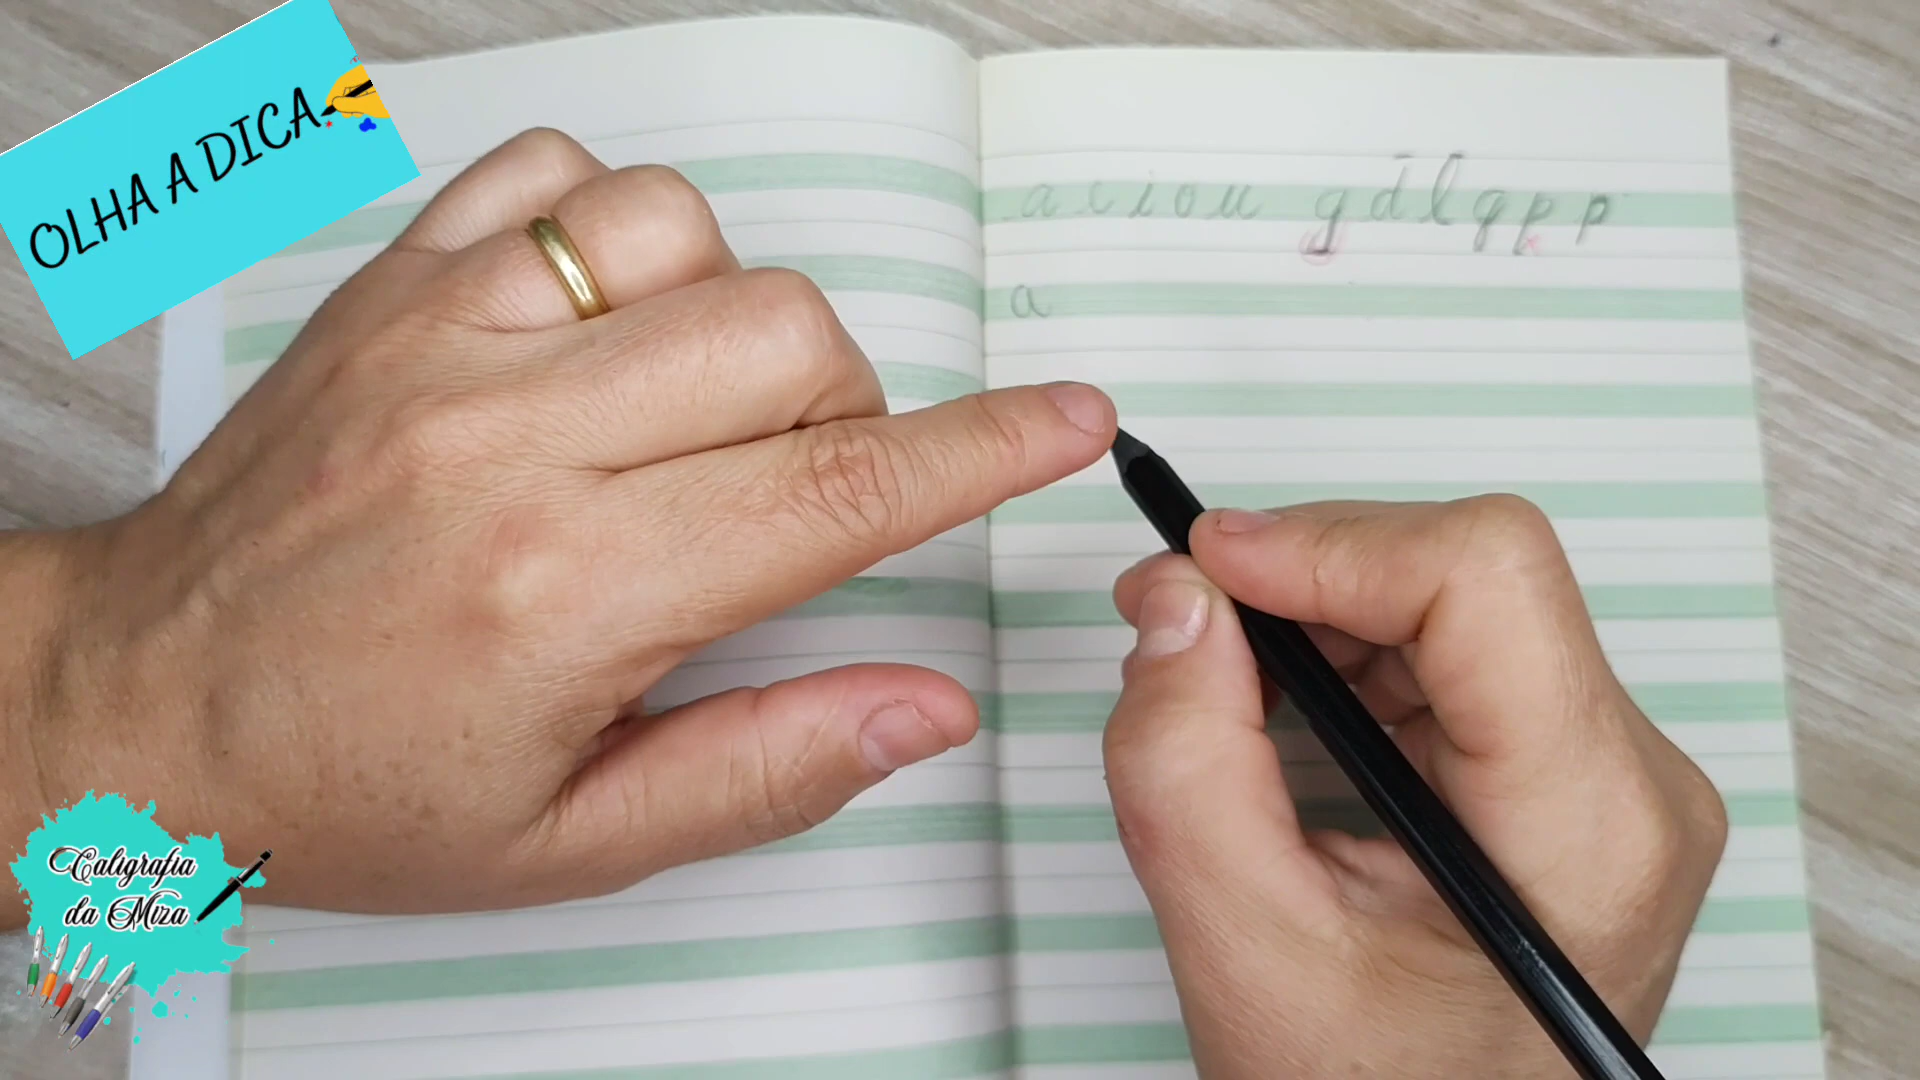 OLHA A DICA
a e i o u g d l g p p
a
Caligrafia
da Miza